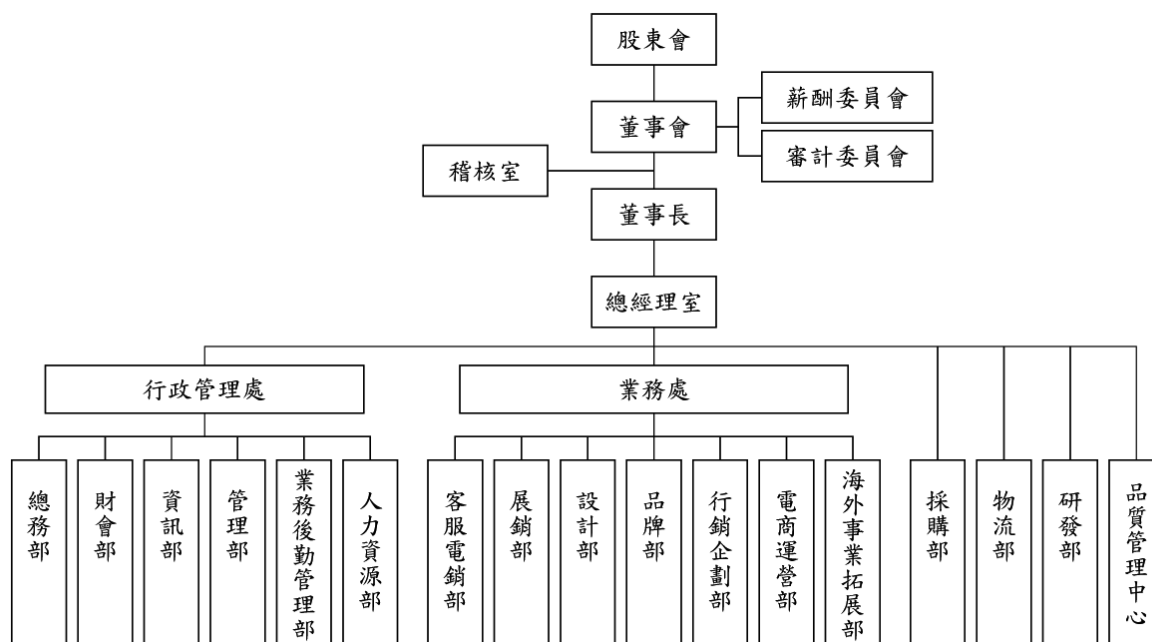 股東會
薪酬委員會
董事會
審計委員會
稽核室
董事長
總經理室
行政管理處
業務處
總務部
財會部
資訊部
管理部
業務後勤管理部
人力資源部
客服電銷部
展銷部
設計部
品牌部
行銷企劃部
電商運營部
海外事業拓展部
採購部
物流部
研發部
品質管理中心